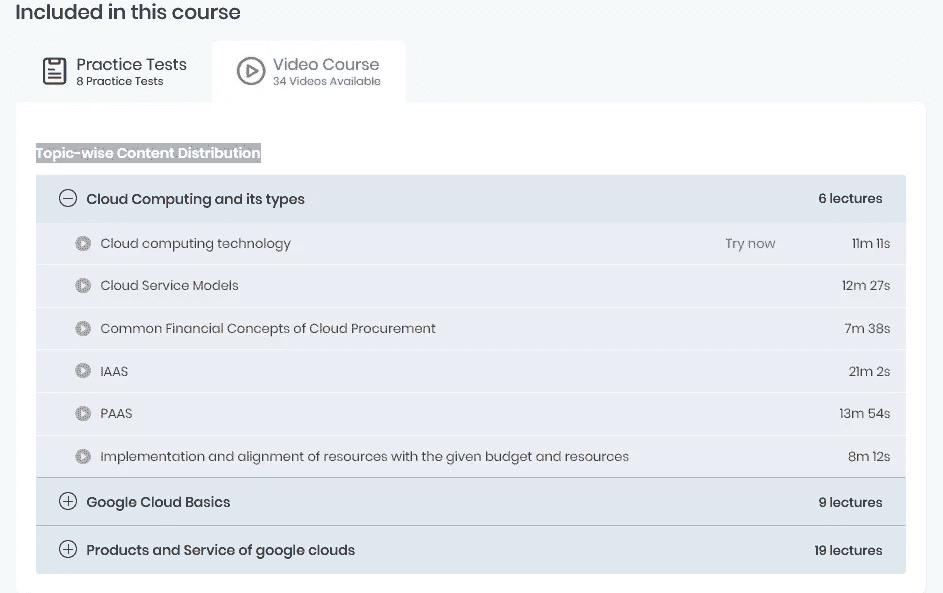 Included in this course
Practice Tests
8 Practice Tests
Video Course
34 Videos Available
Topic-wise Content Distribution
Cloud Computing and its types 6 lectures
Cloud computing technology Try now 11m 11s
Cloud Service Models 12m 27s
Common Financial Concepts of Cloud Procurement 7m 38s
IAAS 21m 2s
PAAS 13m 54s
Implementation and alignment of resources with the given budget and resources 8m 12s
Google Cloud Basics 9 lectures
Products and Service of google clouds 19 lectures